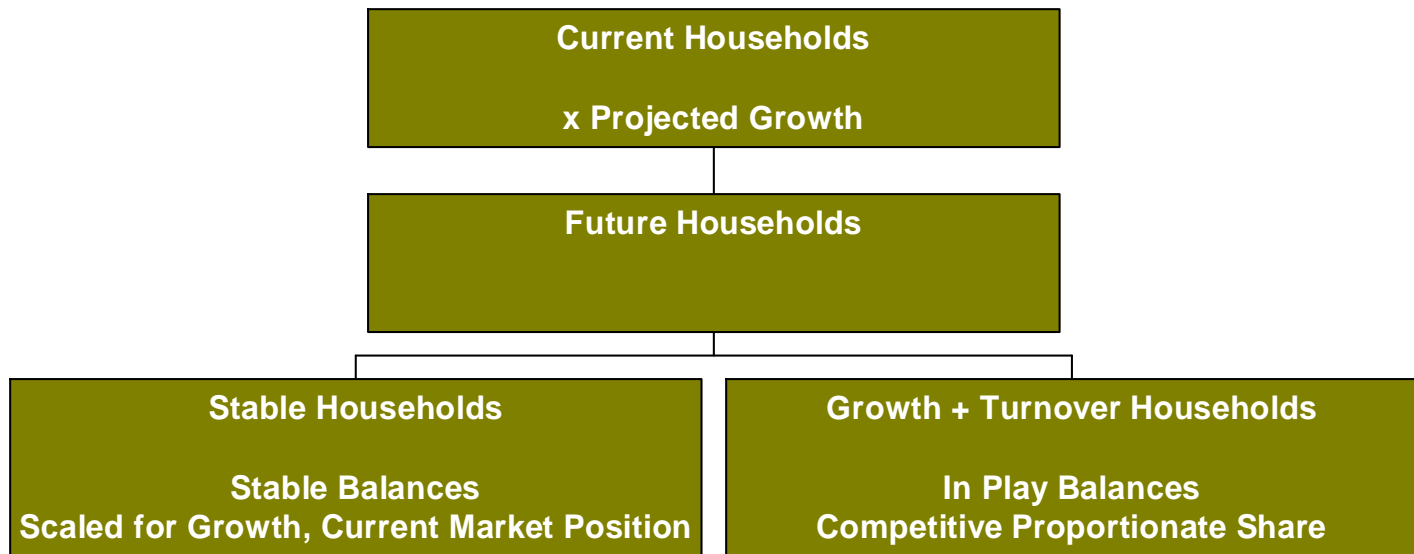 Current Households
x Projected Growth
Future Households
Stable Households
Stable Balances
Scaled for Growth, Current Market Position
Growth + Turnover Households
In Play Balances
Competitive Proportionate Share